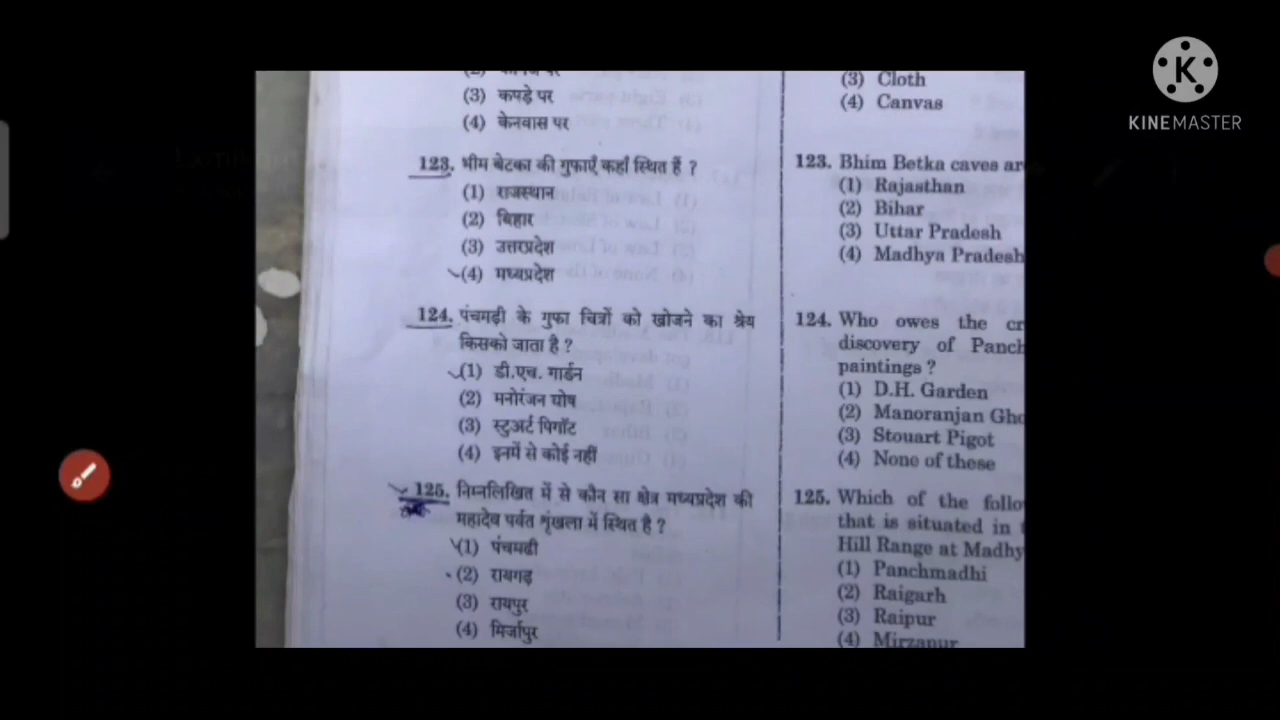 K
KINEMASTER
(3) कपड़े पर
(4) केनवास पर
123. भीम बेटका की गुफाएँ कहाँ स्थित हैं ?
(1) राजस्थान
(2) बिहार
(3) उत्तरप्रदेश
(4) मध्यप्रदेश
124. पंचमढ़ी के गुफा चित्रों को खोजने का श्रेय
किसको जाता है ?
(1) डी.एच. गार्डन
(2) मनोरंजन घोष
(3) स्टुअर्ट पिगॉट
(4) इनमें से कोई नहीं
125. निम्नलिखित में से कौन सा क्षेत्र मध्यप्रदेश की
महादेव पर्वत शृंखला में स्थित है ?
(1) पंचमढी
(2) रायगढ़
(3) रायपुर
(4) मिर्जापुर
(3) Cloth
(4) Canvas
123. Bhim Betka caves ar
(1) Rajasthan
(2) Bihar
(3) Uttar Pradesh
(4) Madhya Pradesh
124. Who owes the cr
discovery of Panch
paintings ?
(1) D.H. Garden
(2) Manoranjan Gho
(3) Stouart Pigot
(4) None of these
125. Which of the follo
that is situated in t
Hill Range at Madhy
(1) Panchmadhi
(2) Raigarh
(3) Raipur
(4) Mirzapur